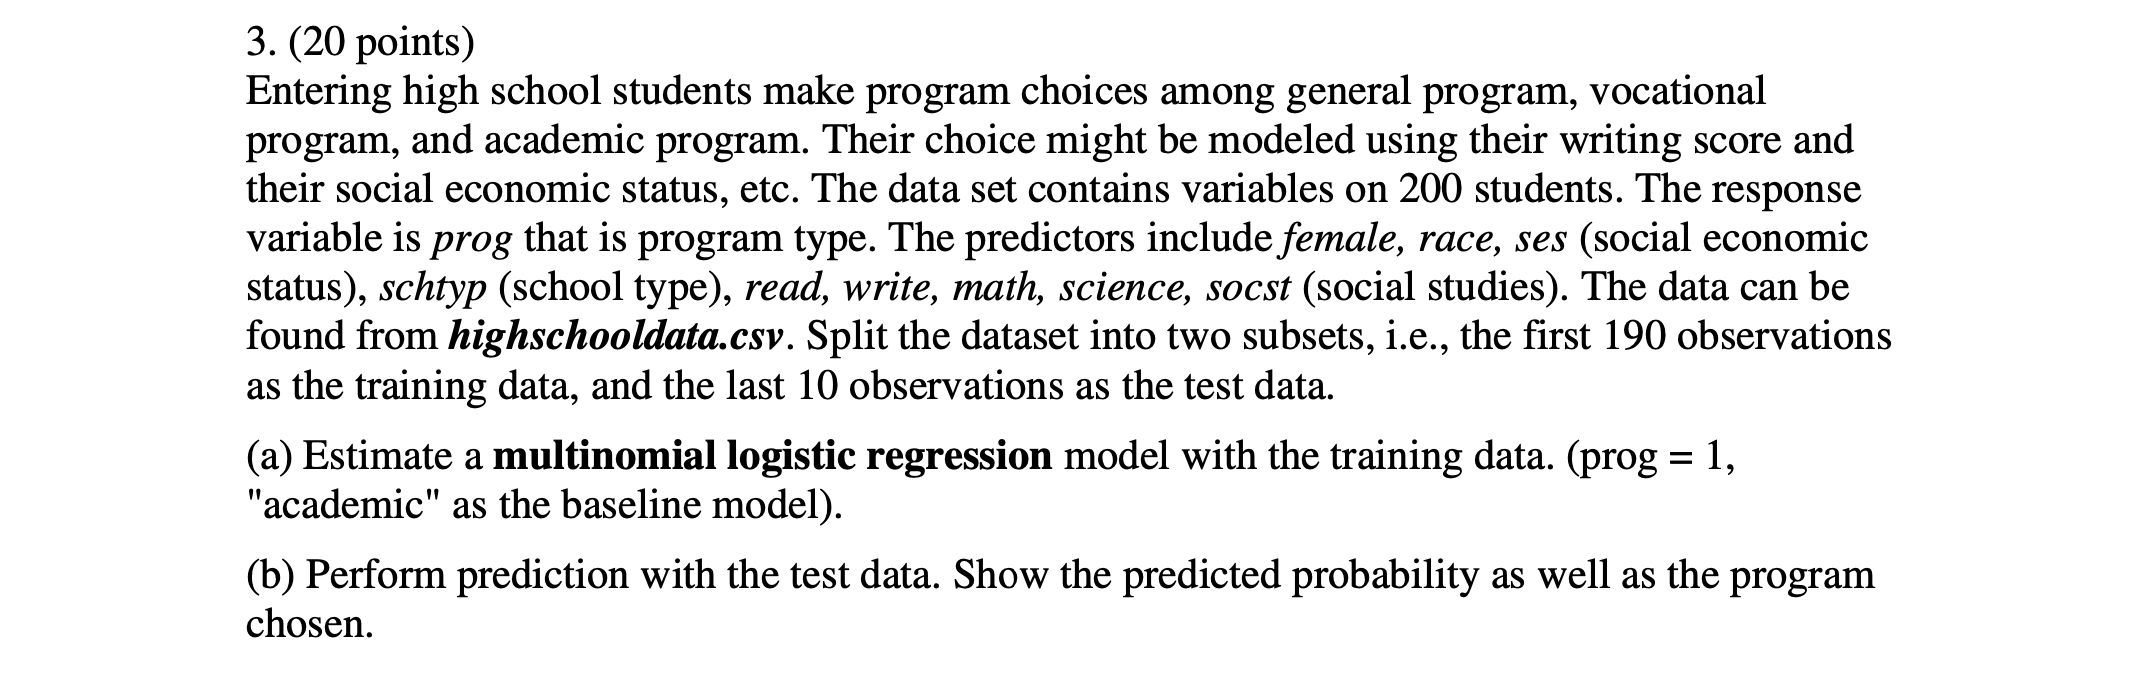 3. (20 points)
Entering high school students make program choices among general program, vocational
program, and academic program. Their choice might be modeled using their writing score and
their social economic status, etc. The data set contains variables on 200 students. The response
variable is prog that is program type. The predictors include female, race, ses (social economic
status), schtyp (school type), read, write, math, science, socst (social studies). The data can be
found from highschooldata.csv. Split the dataset into two subsets, i.e., the first 190 observations
as the training data, and the last 10 observations as the test data.
(a) Estimate a multinomial logistic regression model with the training data. (prog = 1,
"academic" as the baseline model).
(b) Perform prediction with the test data. Show the predicted probability as well as the program
chosen.